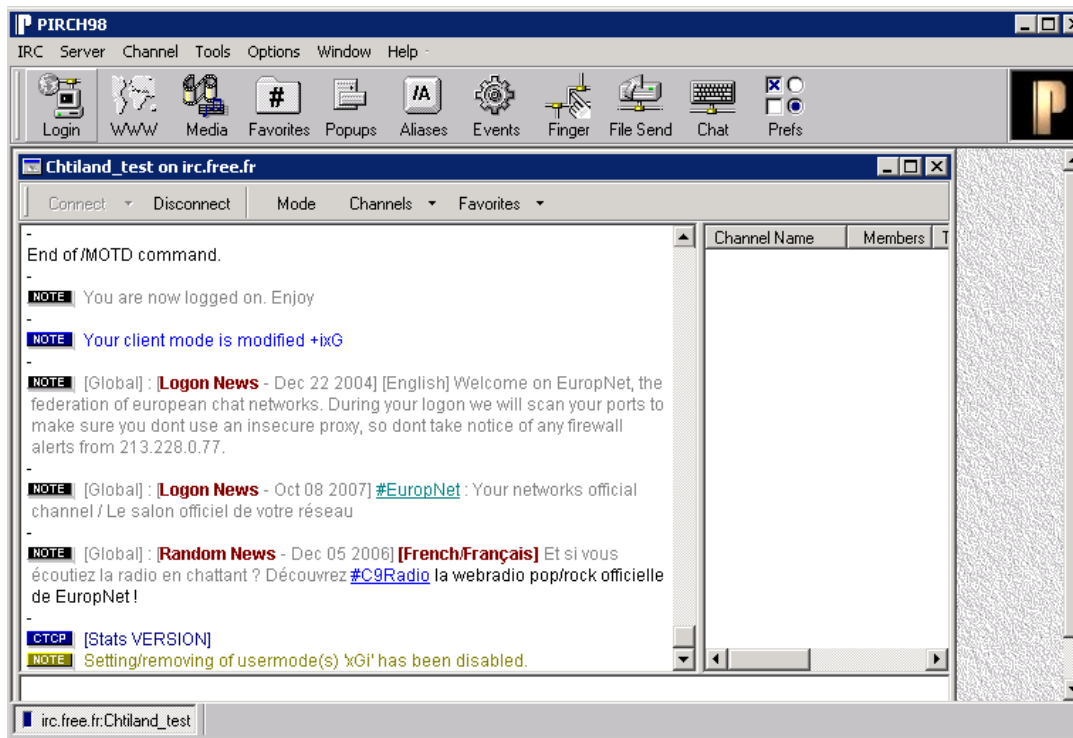 PIRCH98
IRC Server Channel Tools Options Window Help
# /A
Login WWW Media Favorites Popups Aliases Events Finger File Send Chat Prefs
P
Chtiland_test on irc.free.fr
Connect Disconnect Mode Channels Favorites
Channel Name Members T
-
End of /MOTD command.
-
NOTE You are now logged on. Enjoy
-
NOTE Your client mode is modified +ixG
-
NOTE [Global] : [Logon News - Dec 22 2004] [English] Welcome on EuropNet, the
federation of european chat networks. During your logon we will scan your ports to
make sure you dont use an insecure proxy, so dont take notice of any firewall
alerts from 213.228.0.77.
-
NOTE [Global] : [Logon News - Oct 08 2007] #EuropNet : Your networks official
channel / Le salon officiel de votre réseau
-
NOTE [Global] : [Random News - Dec 05 2006] [French/Français] Et si vous
écoutiez la radio en chattant ? Découvrez #C9Radio la webradio pop/rock officielle
de EuropNet !
-
CTCP [Stats VERSION]
NOTE Setting/removing of usermode(s) 'xGi' has been disabled.
irc.free.fr:Chtiland_test